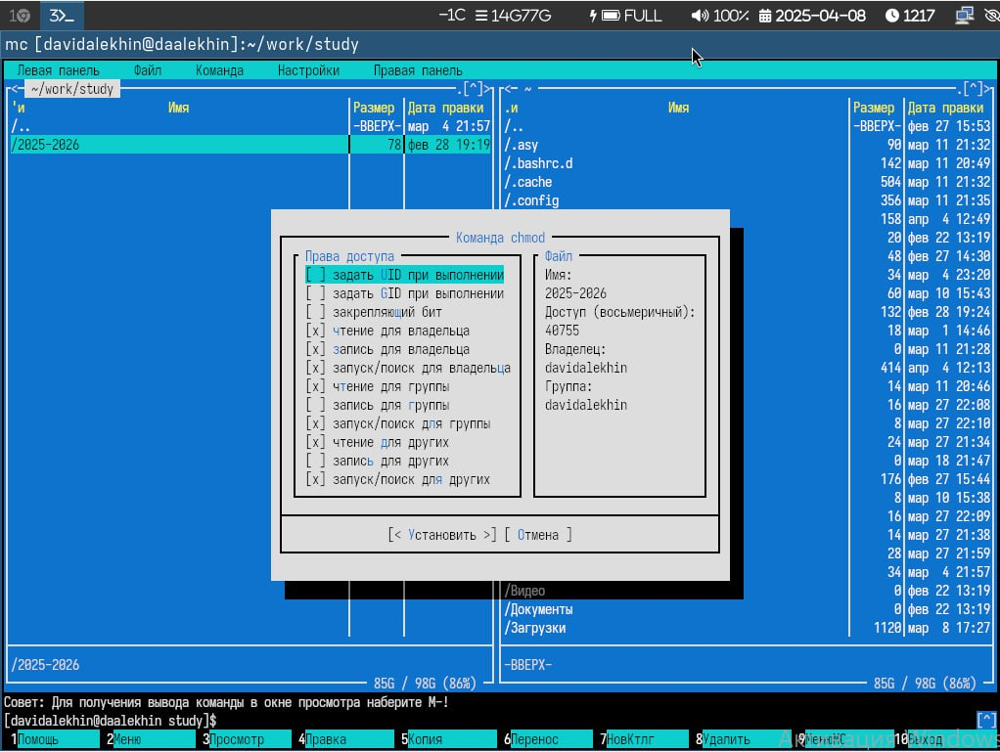 1 3 -1C 14G77G FULL 100% 2025-04-08 1217
mc [davidalekhin@daalekhin]:~/work/study
Левая панель Файл Команда Настройки Правая панель
<- ~/work/study .[^]> <- ~ .[^]>
'и Имя Размер Дата правки .и Имя Размер Дата правки
/.. -ВВЕРХ- мар 4 21:57 /.. -ВВЕРХ- фев 27 15:53
/2025-2026 78 фев 28 19:19 /.asy 90 мар 11 21:32
/.bashrc.d 142 мар 11 20:49
/.cache 504 мар 11 21:32
/.config 356 мар 11 21:35
158 апр 4 12:49
Команда chmod 20 фев 22 13:19
Права доступа Файл 48 фев 27 14:30
[ ] задать UID при выполнении Имя: 34 мар 4 23:20
[ ] задать GID при выполнении 2025-2026 60 мар 10 15:43
[ ] закрепляющий бит Доступ (восьмеричный): 132 фев 28 19:24
[x] чтение для владельца 40755 18 мар 1 14:46
[x] запись для владельца Владелец: 0 мар 11 21:28
[x] запуск/поиск для владельца davidalekhin 414 апр 4 12:13
[x] чтение для группы Группа: 14 мар 11 20:46
[ ] запись для группы davidalekhin 16 мар 27 22:08
[x] запуск/поиск для группы 8 мар 27 22:10
[x] чтение для других 24 мар 27 21:34
[ ] запись для других 0 мар 18 21:47
[x] запуск/поиск для других 176 фев 27 15:44
8 мар 10 15:38
16 мар 27 22:09
[< Установить >] [ Отмена ] 14 мар 27 21:38
28 мар 27 21:59
34 мар 4 21:57
/Видео 0 фев 22 13:19
/Документы 0 фев 22 13:19
/Загрузки 1120 мар 8 17:27
/2025-2026 -ВВЕРХ-
85G / 98G (86%) 85G / 98G (86%)
Совет: Для получения вывода команды в окне просмотра наберите M-!
[davidalekhin@daalekhin study]$ [^]
1Помощь 2Меню 3Просмотр 4Правка 5Копия 6Перенос 7НовКтлг 8Удалить 9МенюМС 10Выход
Активация Windows